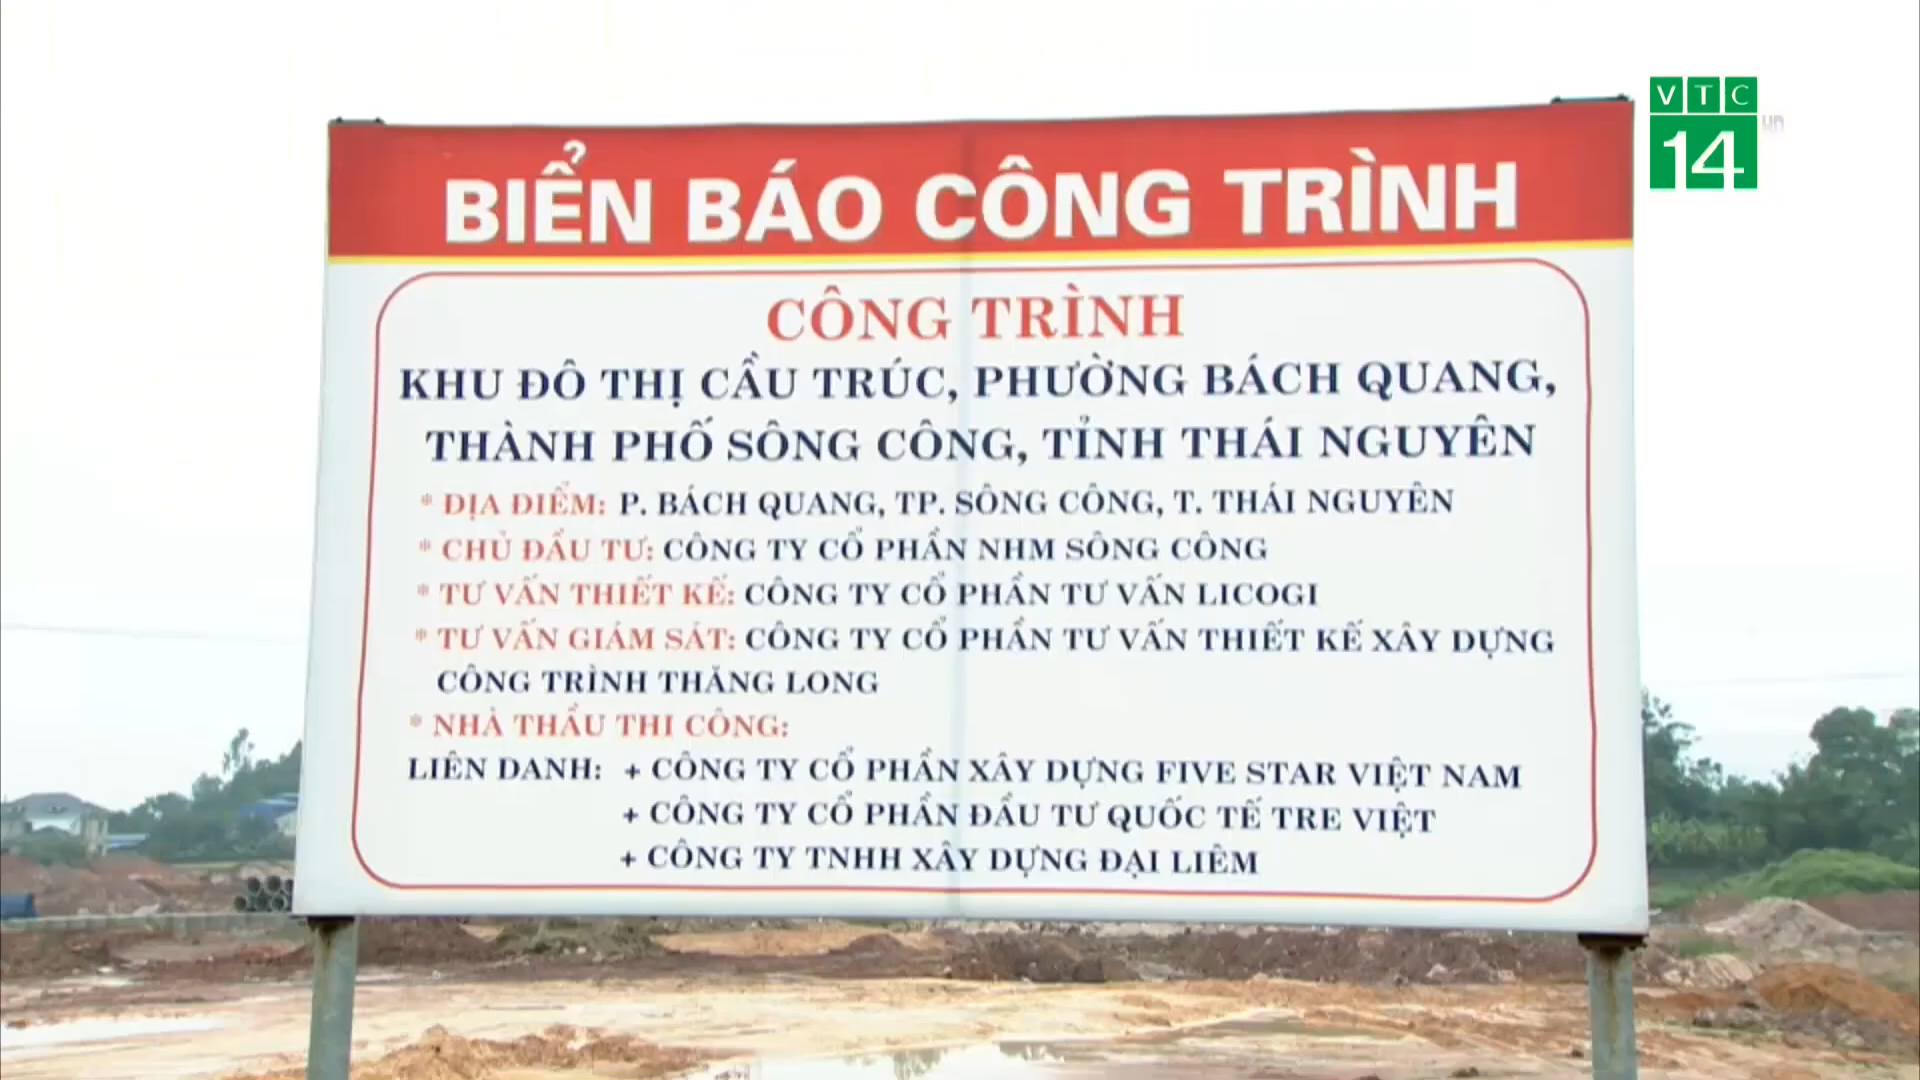 VTC
14
HD
BIỂN BÁO CÔNG TRÌNH
CÔNG TRÌNH
KHU ĐÔ THỊ CẦU TRÚC, PHƯỜNG BÁCH QUANG,
THÀNH PHỐ SÔNG CÔNG, TỈNH THÁI NGUYÊN
* ĐỊA ĐIỂM: P. BÁCH QUANG, TP. SÔNG CÔNG, T. THÁI NGUYÊN
* CHỦ ĐẦU TƯ: CÔNG TY CỔ PHẦN NHM SÔNG CÔNG
* TƯ VẤN THIẾT KẾ: CÔNG TY CỔ PHẦN TƯ VẤN LICOGI
* TƯ VẤN GIÁM SÁT: CÔNG TY CỔ PHẦN TƯ VẤN THIẾT KẾ XÂY DỰNG
CÔNG TRÌNH THĂNG LONG
* NHÀ THẦU THI CÔNG:
LIÊN DANH: + CÔNG TY CỔ PHẦN XÂY DỰNG FIVE STAR VIỆT NAM
+ CÔNG TY CỔ PHẦN ĐẦU TƯ QUỐC TẾ TRE VIỆT
+ CÔNG TY TNHH XÂY DỰNG ĐẠI LIÊM